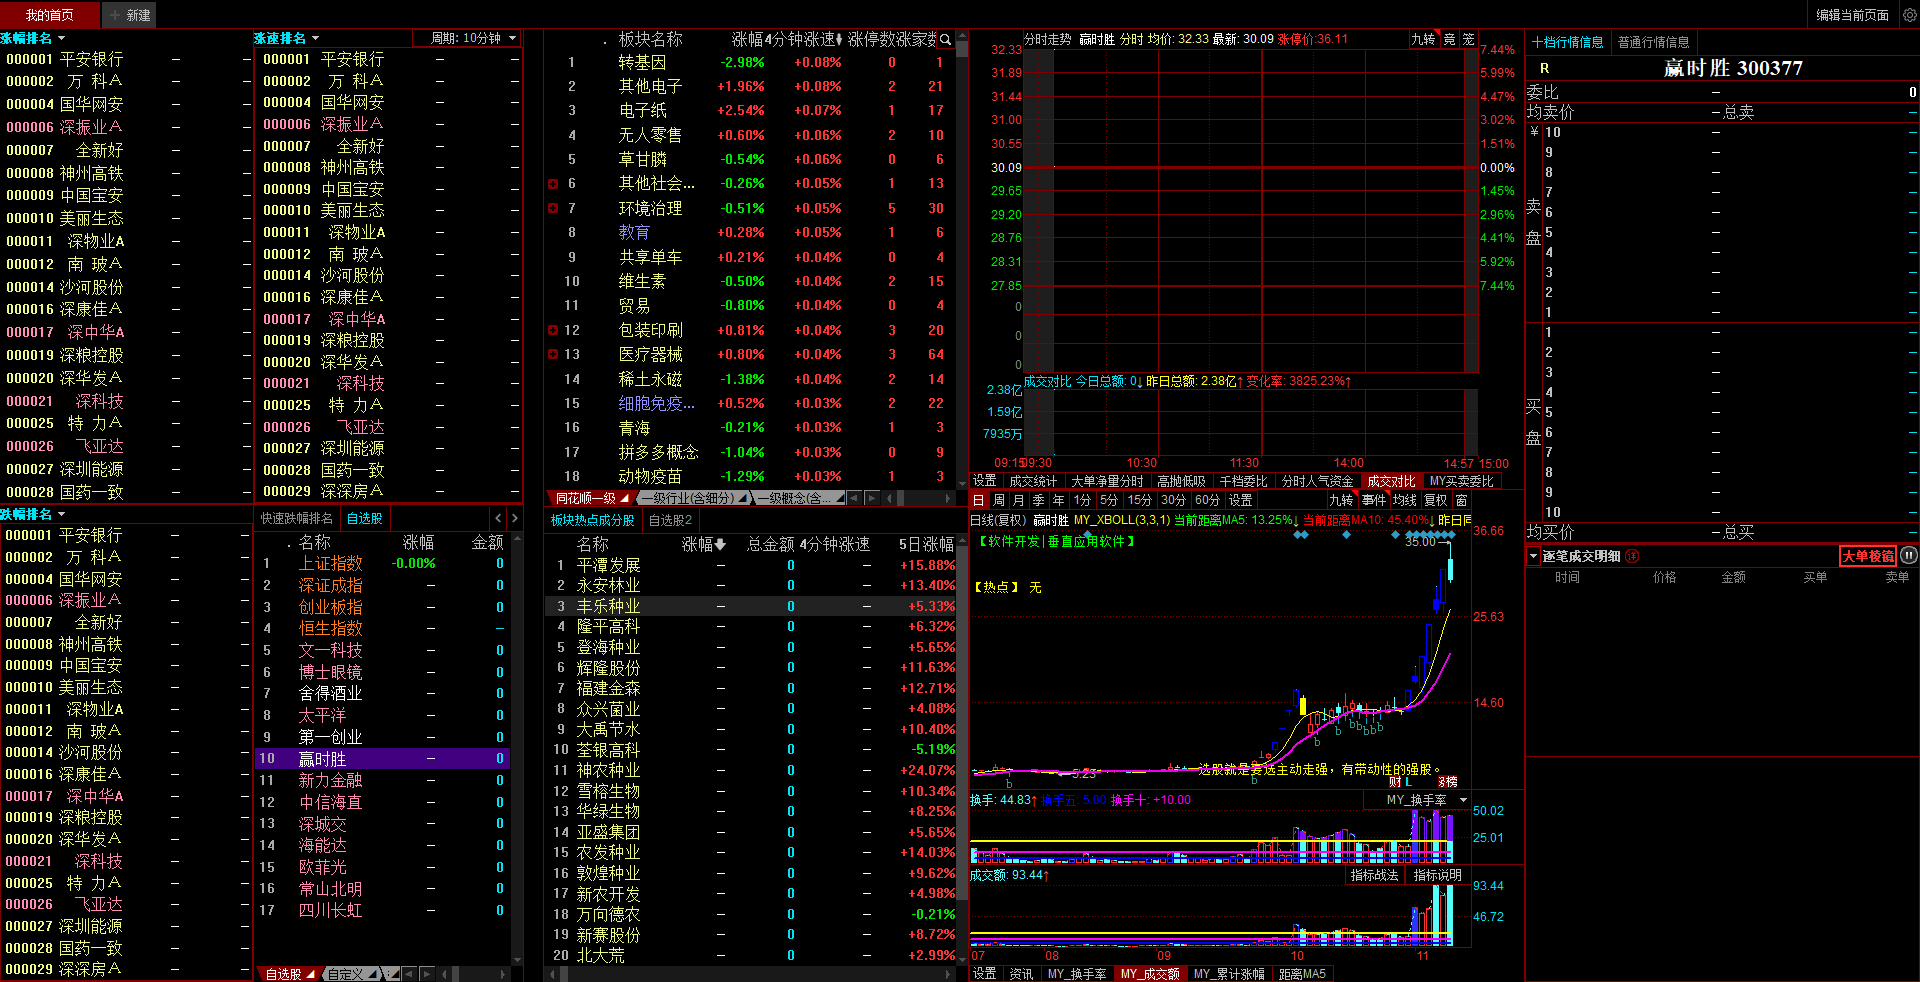 我的首页
新建
编辑当前页面
涨幅排名
000001 平安银行 — —
000002 万 科A — —
000004 国华网安 — —
000006 深振业A — —
000007 全新好 — —
000008 神州高铁 — —
000009 中国宝安 — —
000010 美丽生态 — —
000011 深物业A — —
000012 南 玻A — —
000014 沙河股份 — —
000016 深康佳A — —
000017 深中华A — —
000019 深粮控股 — —
000020 深华发A — —
000021 深科技 — —
000025 特 力A — —
000026 飞亚达 — —
000027 深圳能源 — —
000028 国药一致 — —
涨速排名 周期: 10分钟
000001 平安银行 — —
000002 万 科A — —
000004 国华网安 — —
000006 深振业A — —
000007 全新好 — —
000008 神州高铁 — —
000009 中国宝安 — —
000010 美丽生态 — —
000011 深物业A — —
000012 南 玻A — —
000014 沙河股份 — —
000016 深康佳A — —
000017 深中华A — —
000019 深粮控股 — —
000020 深华发A — —
000021 深科技 — —
000025 特 力A — —
000026 飞亚达 — —
000027 深圳能源 — —
000028 国药一致 — —
000029 深深房A — —
跌幅排名
000001 平安银行 — —
000002 万 科A — —
000004 国华网安 — —
000006 深振业A — —
000007 全新好 — —
000008 神州高铁 — —
000009 中国宝安 — —
000010 美丽生态 — —
000011 深物业A — —
000012 南 玻A — —
000014 沙河股份 — —
000016 深康佳A — —
000017 深中华A — —
000019 深粮控股 — —
000020 深华发A — —
000021 深科技 — —
000025 特 力A — —
000026 飞亚达 — —
000027 深圳能源 — —
000028 国药一致 — —
000029 深深房A — —
快速跌幅排名 自选股
名称 涨幅 金额
1 上证指数 -0.00% 0
2 深证成指 — 0
3 创业板指 — 0
4 恒生指数 — —
5 文一科技 — 0
6 博士眼镜 — 0
7 舍得酒业 — 0
8 太平洋 — 0
9 第一创业 — 0
10 赢时胜 — 0
11 新力金融 — 0
12 中信海直 — 0
13 深城交 — 0
14 海能达 — 0
15 欧菲光 — 0
16 常山北明 — 0
17 四川长虹 — 0
自选股 自定义
板块名称 涨幅 4分钟涨速 涨停数 涨家数
1 转基因 -2.98% +0.08% 0 1
2 其他电子 +1.96% +0.08% 2 21
3 电子纸 +2.54% +0.07% 1 17
4 无人零售 +0.60% +0.06% 2 10
5 草甘膦 -0.54% +0.06% 0 6
6 其他社会... -0.26% +0.05% 1 13
7 环境治理 -0.51% +0.05% 5 30
8 教育 +0.28% +0.05% 1 6
9 共享单车 +0.21% +0.05% 0 4
10 维生素 -0.50% +0.04% 2 15
11 贸易 -0.80% +0.04% 0 4
12 包装印刷 +0.81% +0.04% 3 20
13 医疗器械 +0.80% +0.04% 3 64
14 稀土永磁 -1.38% +0.04% 2 14
15 细胞免疫... +0.52% +0.03% 2 22
16 青海 -0.21% +0.03% 1 3
17 拼多多概念 -1.04% +0.03% 0 9
18 动物疫苗 -1.29% +0.03% 1 3
同花顺一级 一级行业(含细分) 一级概念(含...
板块热点成分股 自选股2
名称 涨幅 总金额 4分钟涨速 5日涨幅
1 平潭发展 — 0 — +15.88%
2 永安林业 — 0 — +13.40%
3 丰乐种业 — 0 — +5.33%
4 隆平高科 — 0 — +6.32%
5 登海种业 — 0 — +5.65%
6 辉隆股份 — 0 — +11.63%
7 福建金森 — 0 — +12.71%
8 众兴菌业 — 0 — +4.08%
9 大禹节水 — 0 — +10.40%
10 荃银高科 — 0 — -5.19%
11 神农种业 — 0 — +24.07%
12 雪榕生物 — 0 — +10.34%
13 华绿生物 — 0 — +8.25%
14 亚盛集团 — 0 — +5.65%
15 农发种业 — 0 — +14.03%
16 敦煌种业 — 0 — +9.62%
17 新农开发 — 0 — +4.98%
18 万向德农 — 0 — -0.21%
19 新赛股份 — 0 — +8.72%
20 北大荒 — 0 — +2.99%
分时走势 赢时胜 分时 均价: 32.33 最新: 30.09 涨停价:36.11 九转 竞
32.33 7.44%
31.89 5.99%
31.44 4.47%
31.00 3.02%
30.55 1.51%
30.09 0.00%
29.65 1.45%
29.20 2.96%
28.76 4.41%
28.31 5.92%
27.85 7.44%
0
0
0
成交对比 今日总额: 0↓ 昨日总额: 2.38亿↑ 变化率: 3825.23%↑
2.38亿
1.59亿
7935万
09:15 09:30 10:30 11:30 14:00 14:57 15:00
设置 成交统计 大单净量分时 高抛低吸 千档委比 分时人气资金 成交对比 MY买卖委比
日 周 月 季 年 1分 5分 15分 30分 60分 设置 九转 事件 均线 复权 窗
日线(复权) 赢时胜 MY_XBOLL(3,3,1) 当前距离MA5: 13.25%↓ 当前距离MA10: 45.40%↓ 昨日
36.66
【软件开发|垂直应用软件】 35.00
【热点】 无
25.63
14.60
5.23
选股就是要选主动走强，有带动性的强股。
财 L 榜
换手: 44.83↑ 换手五: 5.00 换手十: +10.00 MY_换手率
50.02
25.01
07 08 09 10 11
成交额: 93.44↑ 指标战法 指标说明
93.44
46.72
07 08 09 10 11
设置 资讯 MY_换手率 MY_成交额 MY_累计涨幅 距离MA5
十档行情信息 普通行情信息
R 赢时胜 300377
委比 — 0
均卖价 — 总卖 —
¥ 10 — —
9 — —
8 — —
7 — —
卖 6 — —
盘 5 — —
4 — —
3 — —
2 — —
1 — —
1 — —
2 — —
3 — —
4 — —
买 5 — —
盘 6 — —
7 — —
8 — —
9 — —
10 — —
均买价 — 总买 —
逐笔成交明细 详 大单棱镜
时间 价格 金额 买单 卖单